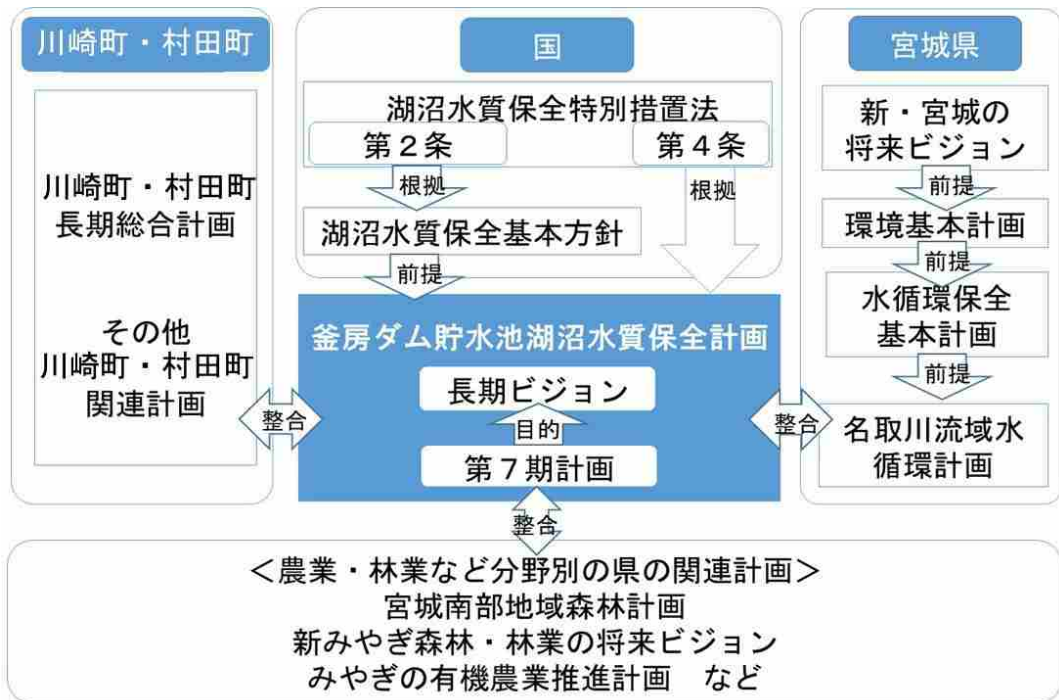 川崎町・村田町
川崎町・村田町
長期総合計画
その他
川崎町・村田町
関連計画
整合
国
湖沼水質保全特別措置法
第２条
第４条
根拠
根拠
湖沼水質保全基本方針
前提
釜房ダム貯水池湖沼水質保全計画
長期ビジョン
目的
第７期計画
整合
宮城県
新・宮城の
将来ビジョン
前提
環境基本計画
前提
水循環保全
基本計画
前提
名取川流域水
循環計画
整合
＜農業・林業など分野別の県の関連計画＞
宮城南部地域森林計画
新みやぎ森林・林業の将来ビジョン
みやぎの有機農業推進計画　など